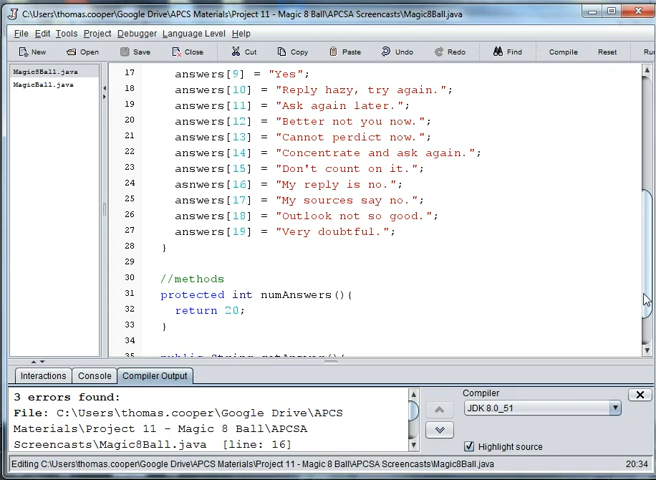 C:\Users\thomas.cooper\Google Drive\APCS Materials\Project 11 - Magic 8 Ball\APCSA Screencasts\Magic8Ball.java
File Edit Tools Project Debugger Language Level Help
New Open Save Close Cut Copy Paste Undo Redo Find Compile Reset Run
Magic8Ball.java
MagicBall.java
17 answers[9] = "Yes";
18 answers[10] = "Reply hazy, try again.";
19 answers[11] = "Ask again later.";
20 answers[12] = "Better not you now.";
21 answers[13] = "Cannot perdict now.";
22 answers[14] = "Concentrate and ask again.";
23 answers[15] = "Don't count on it.";
24 asnwers[16] = "My reply is no.";
25 answers[17] = "My sources say no.";
26 answers[18] = "Outlook not so good.";
27 answers[19] = "Very doubtful.";
28 }
29
30 //methods
31 protected int numAnswers(){
32 return 20;
33 }
34
35 public String getAnswer(){
Interactions Console Compiler Output
3 errors found:
File: C:\Users\thomas.cooper\Google Drive\APCS
Materials\Project 11 - Magic 8 Ball\APCSA
Screencasts\Magic8Ball.java [line: 16]
Compiler
JDK 8.0_51
Highlight source
Editing C:\Users\thomas.cooper\Google Drive\APCS Materials\Project 11 - Magic 8 Ball\APCSA Screencasts\Magic8Ball.java 20:34